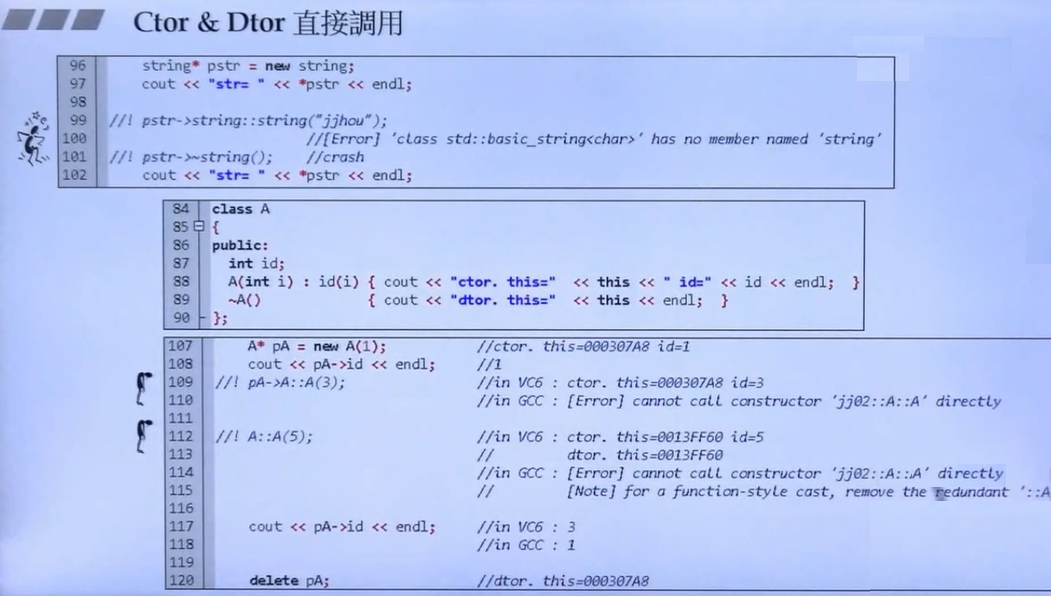 Ctor & Dtor 直接調用
96 string* pstr = new string;
97 cout << "str= " << *pstr << endl;
98
99 //! pstr->string::string("jjhou");
100 //[Error] 'class std::basic_string<char>' has no member named 'string'
101 //! pstr->~string(); //crash
102 cout << "str= " << *pstr << endl;
84 class A
85 {
86 public:
87 int id;
88 A(int i) : id(i) { cout << "ctor. this=" << this << " id=" << id << endl; }
89 ~A() { cout << "dtor. this=" << this << endl; }
90 };
107 A* pA = new A(1); //ctor. this=000307A8 id=1
108 cout << pA->id << endl; //1
109 //! pA->A::A(3); //in VC6 : ctor. this=000307A8 id=3
110 //in GCC : [Error] cannot call constructor 'jj02::A::A' directly
111
112 //! A::A(5); //in VC6 : ctor. this=0013FF60 id=5
113 // dtor. this=0013FF60
114 //in GCC : [Error] cannot call constructor 'jj02::A::A' directly
115 // [Note] for a function-style cast, remove the redundant '::A
116
117 cout << pA->id << endl; //in VC6 : 3
118 //in GCC : 1
119
120 delete pA; //dtor. this=000307A8